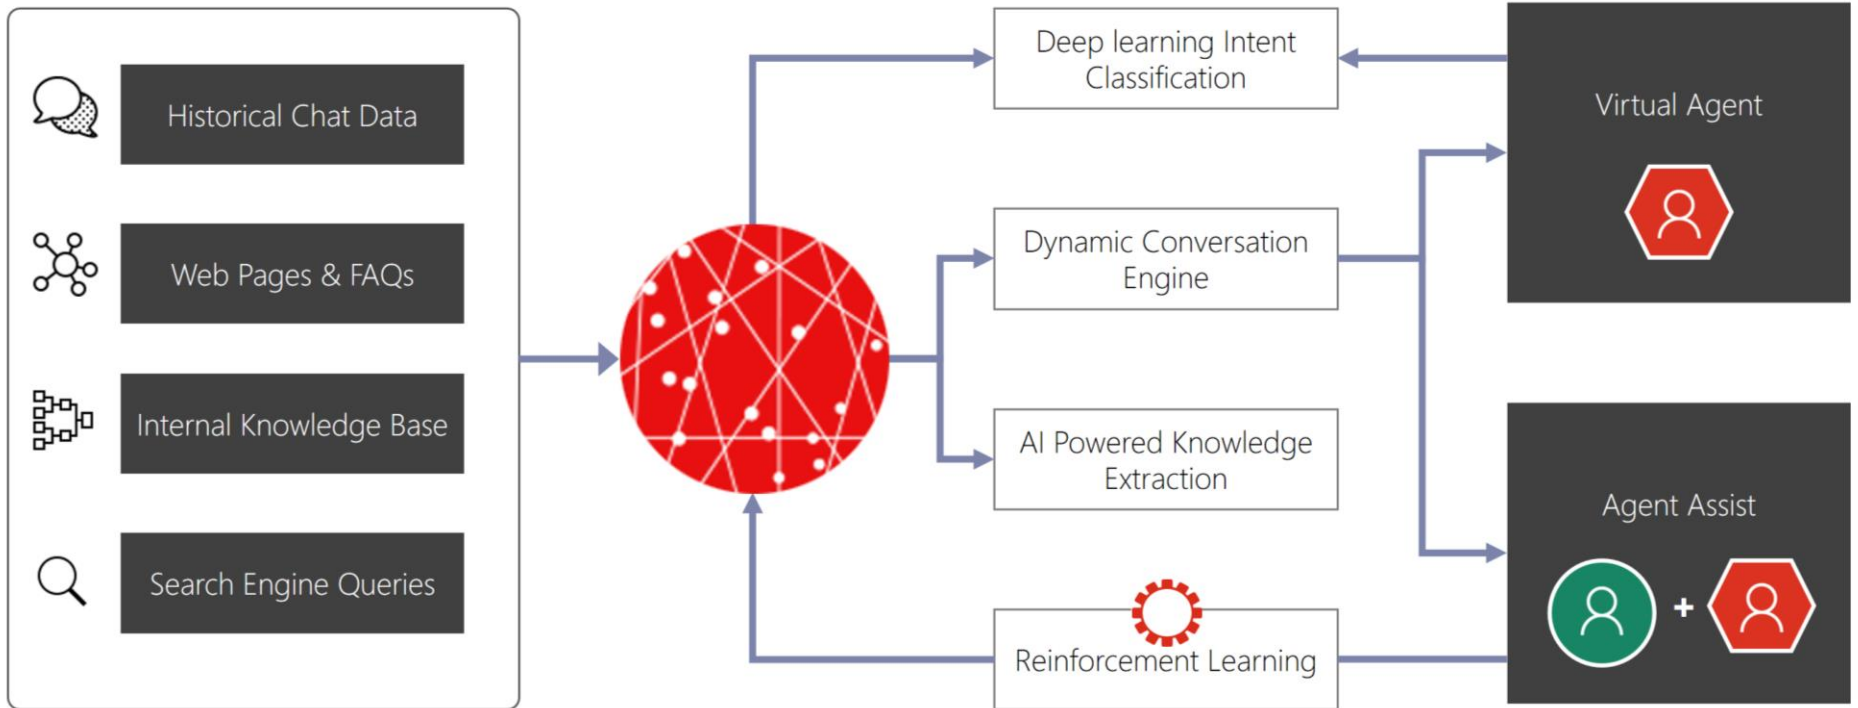 Historical Chat Data
Web Pages & FAQs
Internal Knowledge Base
Search Engine Queries
Deep learning Intent
Classification
Dynamic Conversation
Engine
AI Powered Knowledge
Extraction
Reinforcement Learning
Virtual Agent
Agent Assist
+